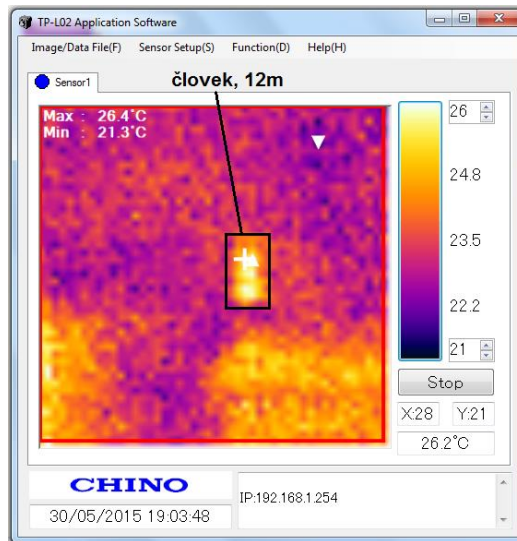 TP-L02 Application Software
Image/Data File(F) Sensor Setup(S) Function(D) Help(H)
Sensor1
človek, 12m
Max : 26.4°C
Min : 21.3°C
26
24.8
23.5
22.2
21
Stop
X:28 Y:21
26.2°C
CHINO
IP:192.168.1.254
30/05/2015 19:03:48